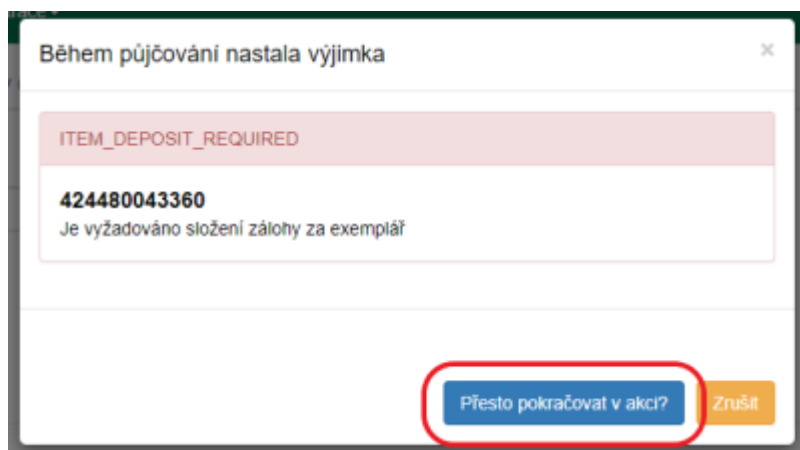 Během půjčování nastala výjimka
×
ITEM_DEPOSIT_REQUIRED
424480043360
Je vyžadováno složení zálohy za exemplář
Přesto pokračovat v akci?
Zrušit